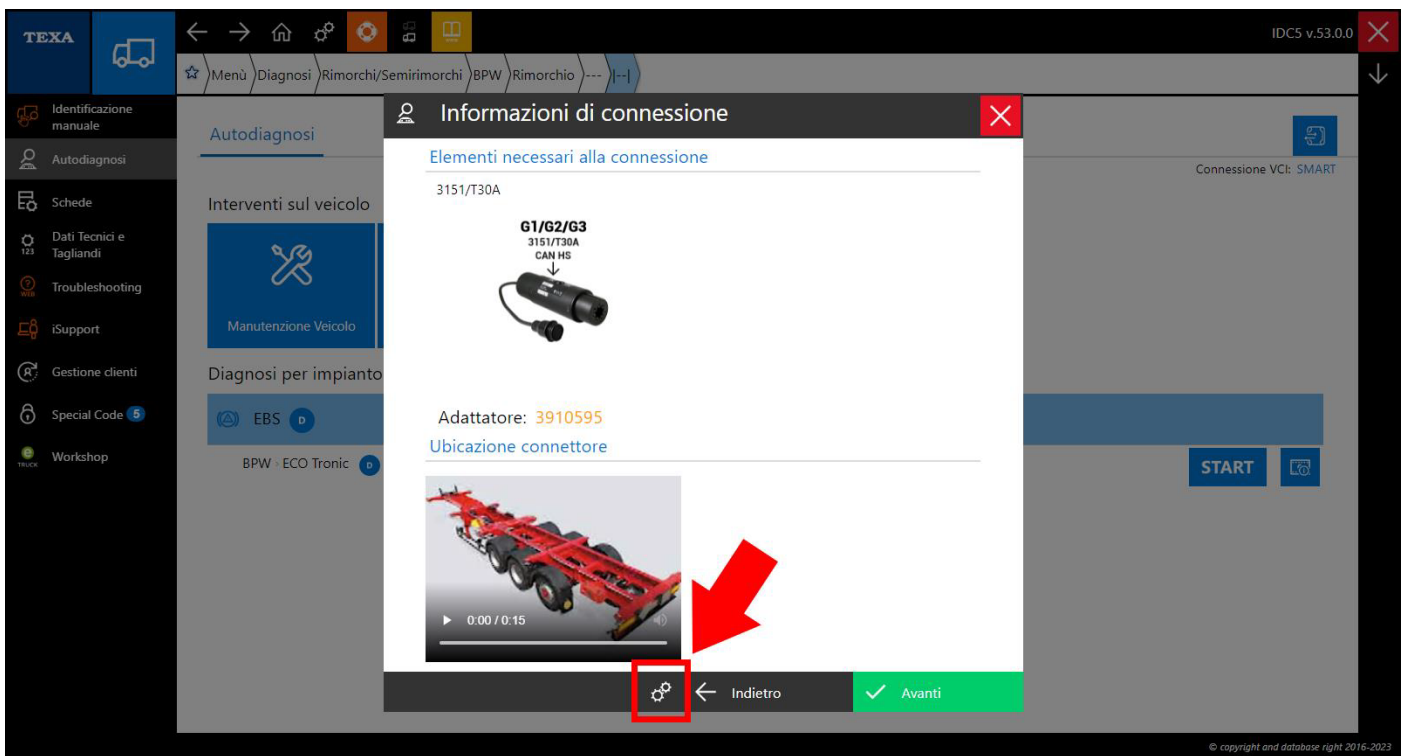 TEXA
IDC5 v.53.0.0
Menù
Diagnosi
Rimorchi/Semirimorchi
BPW
Rimorchio
---
|--|
Identificazione
manuale
Autodiagnosi
Schede
123
Dati Tecnici e
Tagliandi
WEB
Troubleshooting
iSupport
Gestione clienti
Special Code 5
e
TRUCK
Workshop
Autodiagnosi
Connessione VCI: SMART
Interventi sul veicolo
Manutenzione Veicolo
Diagnosi per impianto
EBS D
BPW ECO Tronic D
START
Informazioni di connessione
Elementi necessari alla connessione
3151/T30A
G1/G2/G3
3151/T30A
CAN HS
Adattatore: 3910595
Ubicazione connettore
0:00 / 0:15
Indietro
Avanti
© copyright and database right 2016-2023